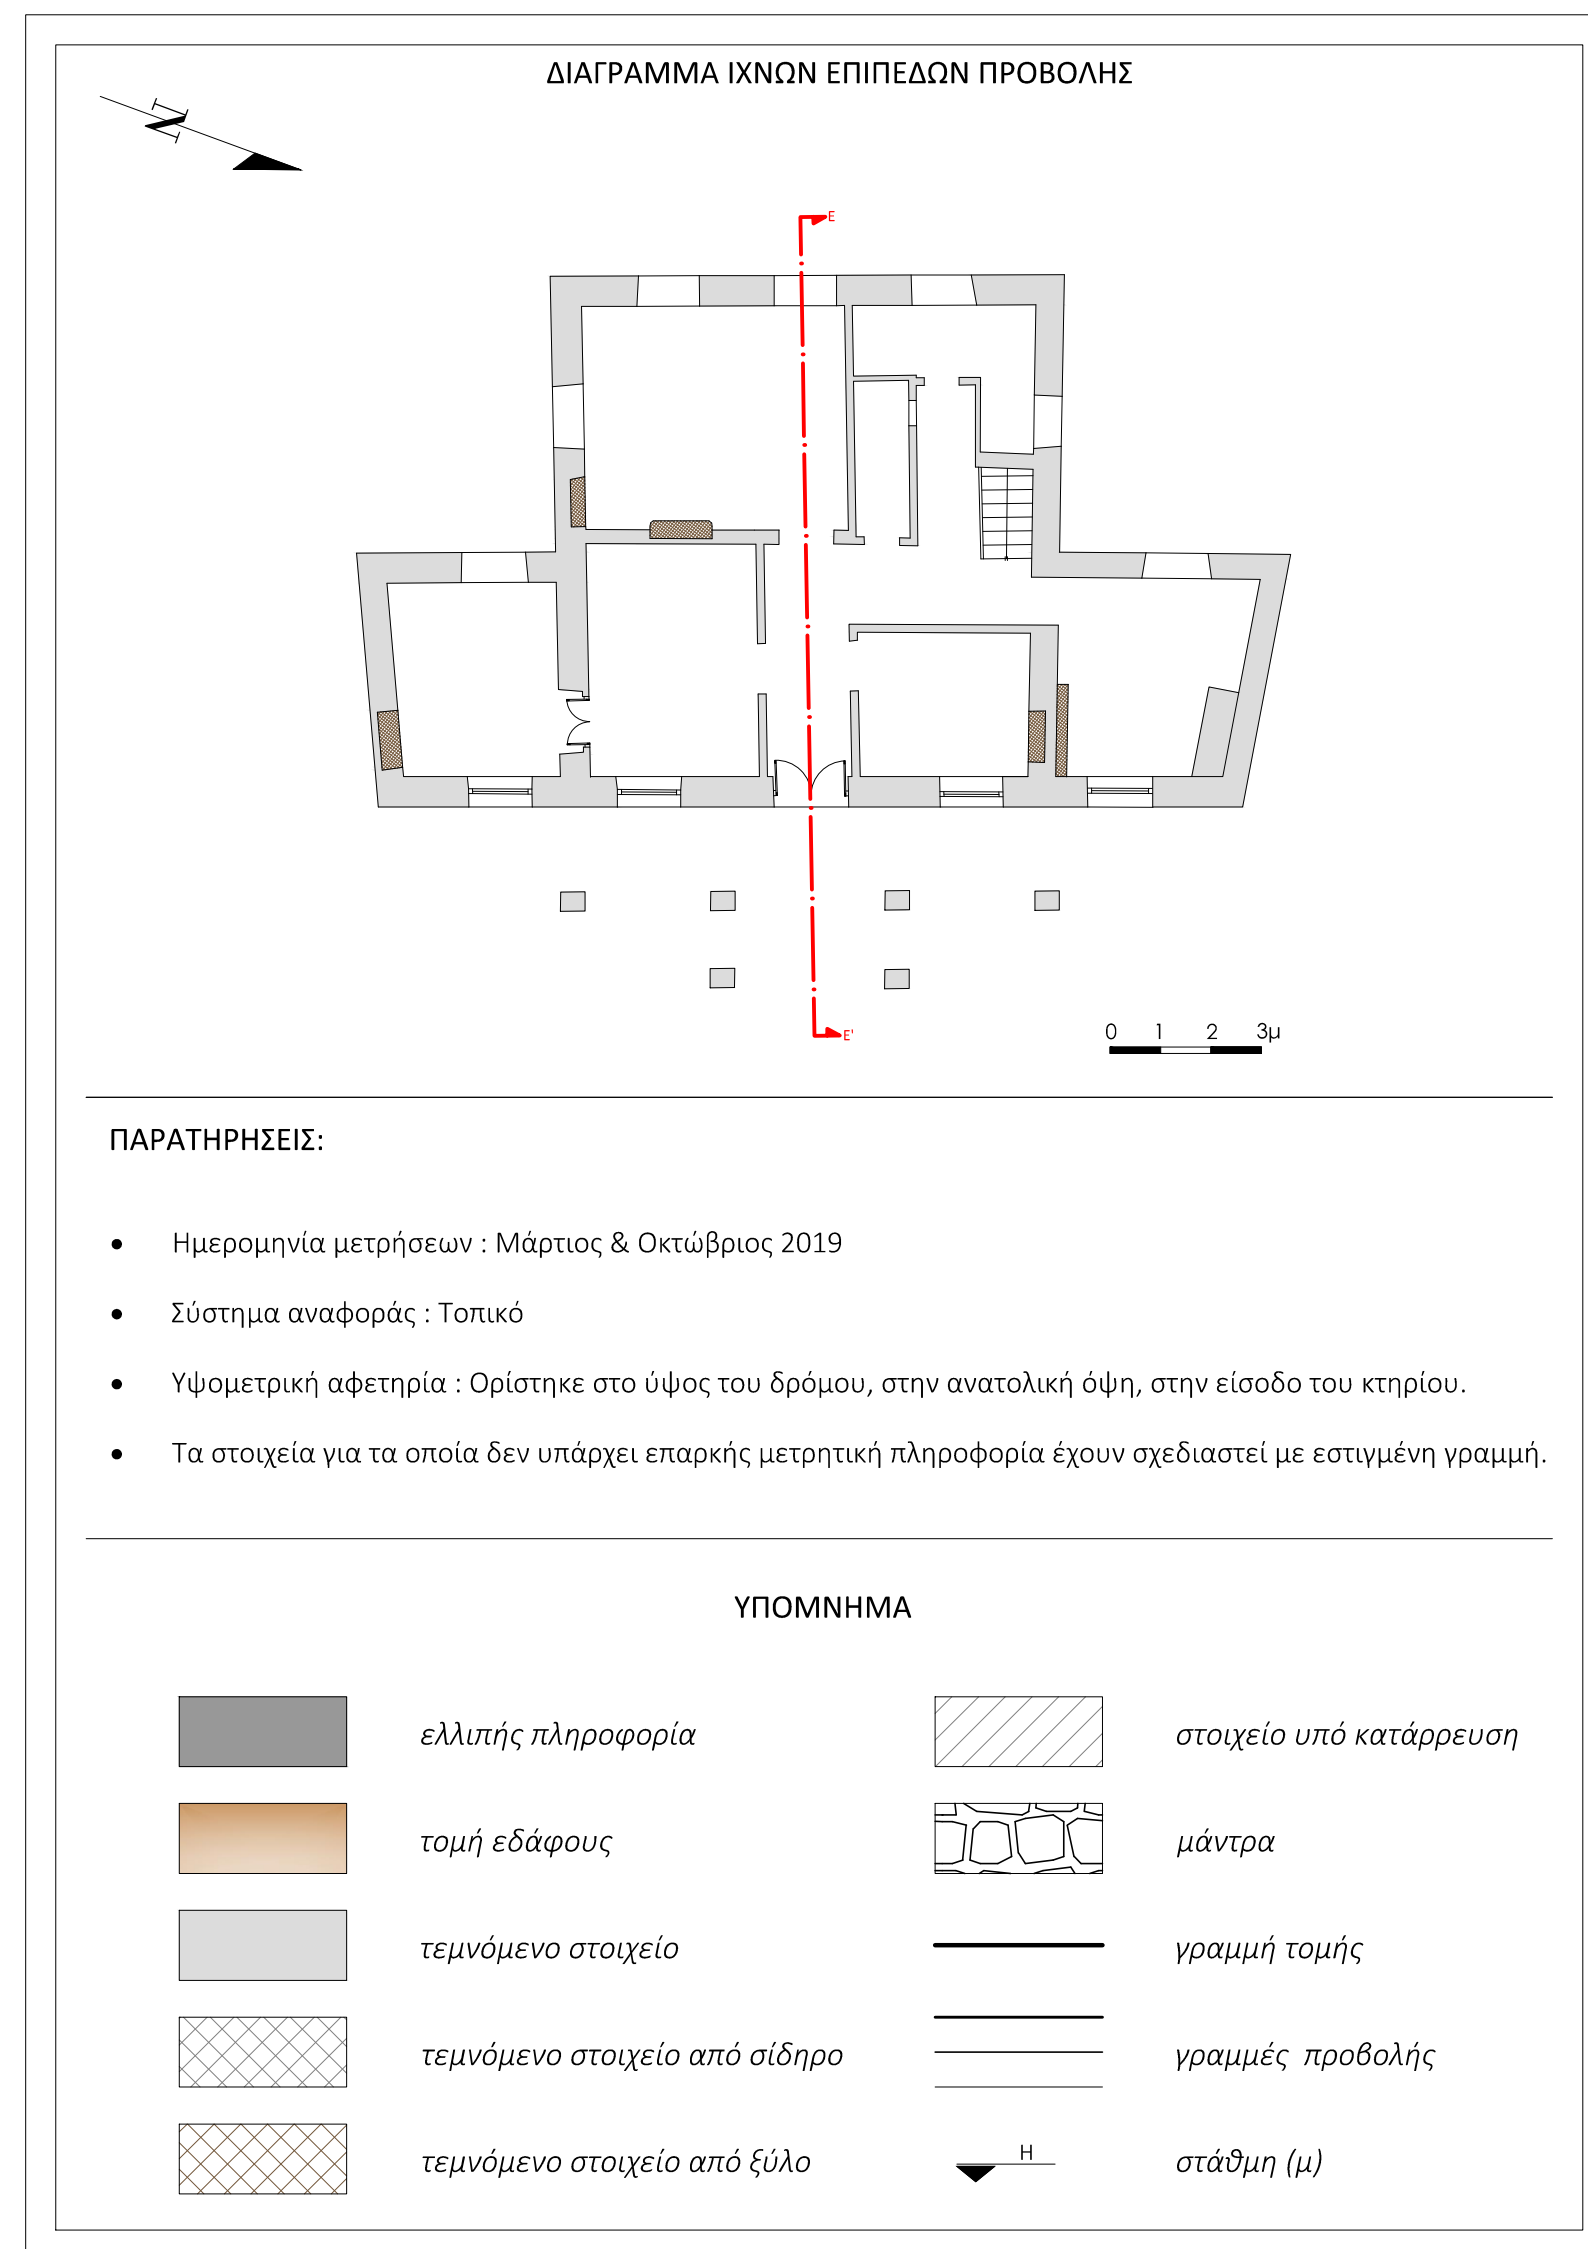 ΔΙΑΓΡΑΜΜΑ ΙΧΝΩΝ ΕΠΙΠΕΔΩΝ ΠΡΟΒΟΛΗΣ
N
E
E'
0 1 2 3μ
ΠΑΡΑΤΗΡΗΣΕΙΣ:
• Ημερομηνία μετρήσεων : Μάρτιος & Οκτώβριος 2019
• Σύστημα αναφοράς : Τοπικό
• Υψομετρική αφετηρία : Ορίστηκε στο ύψος του δρόμου, στην ανατολική όψη, στην είσοδο του κτηρίου.
• Τα στοιχεία για τα οποία δεν υπάρχει επαρκής μετρητική πληροφορία έχουν σχεδιαστεί με εστιγμένη γραμμή.
ΥΠΟΜΝΗΜΑ
ελλιπής πληροφορία
στοιχείο υπό κατάρρευση
τομή εδάφους
μάντρα
τεμνόμενο στοιχείο
γραμμή τομής
τεμνόμενο στοιχείο από σίδηρο
γραμμές προβολής
τεμνόμενο στοιχείο από ξύλο
H
στάθμη (μ)